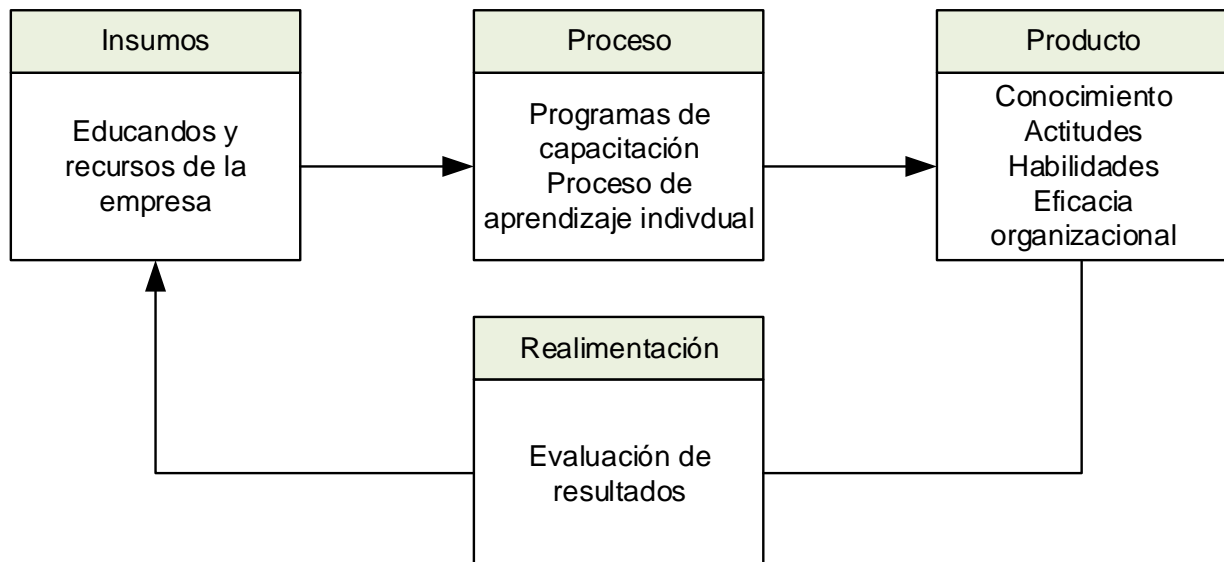 Insumos
Educandos y
recursos de la
empresa
Proceso
Programas de
capacitación
Proceso de
aprendizaje indivdual
Producto
Conocimiento
Actitudes
Habilidades
Eficacia
organizacional
Realimentación
Evaluación de
resultados